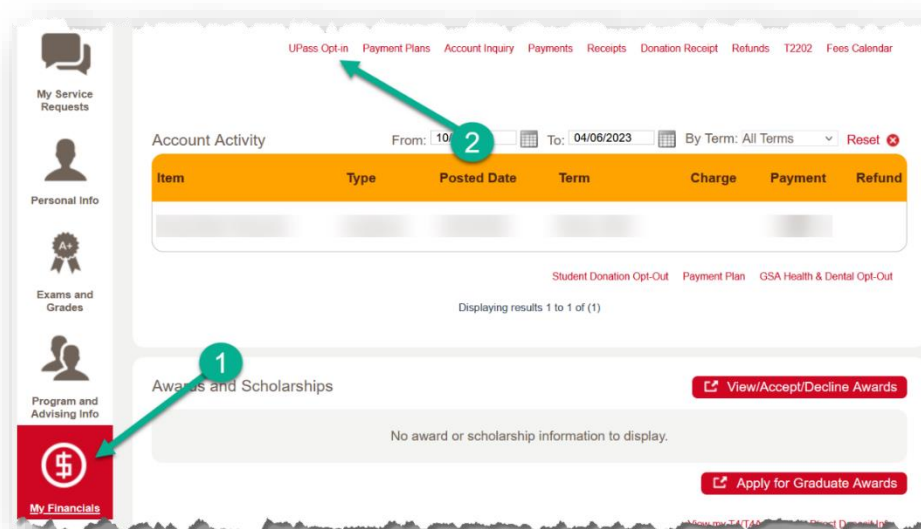 My Service
Requests
Personal Info
Exams and
Grades
Program and
Advising Info
My Financials
UPass Opt-in Payment Plans Account Inquiry Payments Receipts Donation Receipt Refunds T2202 Fees Calendar
2
Account Activity From: 10/ To: 04/06/2023 By Term: All Terms Reset
Item Type Posted Date Term Charge Payment Refund
Student Donation Opt-Out Payment Plan GSA Health & Dental Opt-Out
Displaying results 1 to 1 of (1)
1
Awards and Scholarships View/Accept/Decline Awards
No award or scholarship information to display.
Apply for Graduate Awards